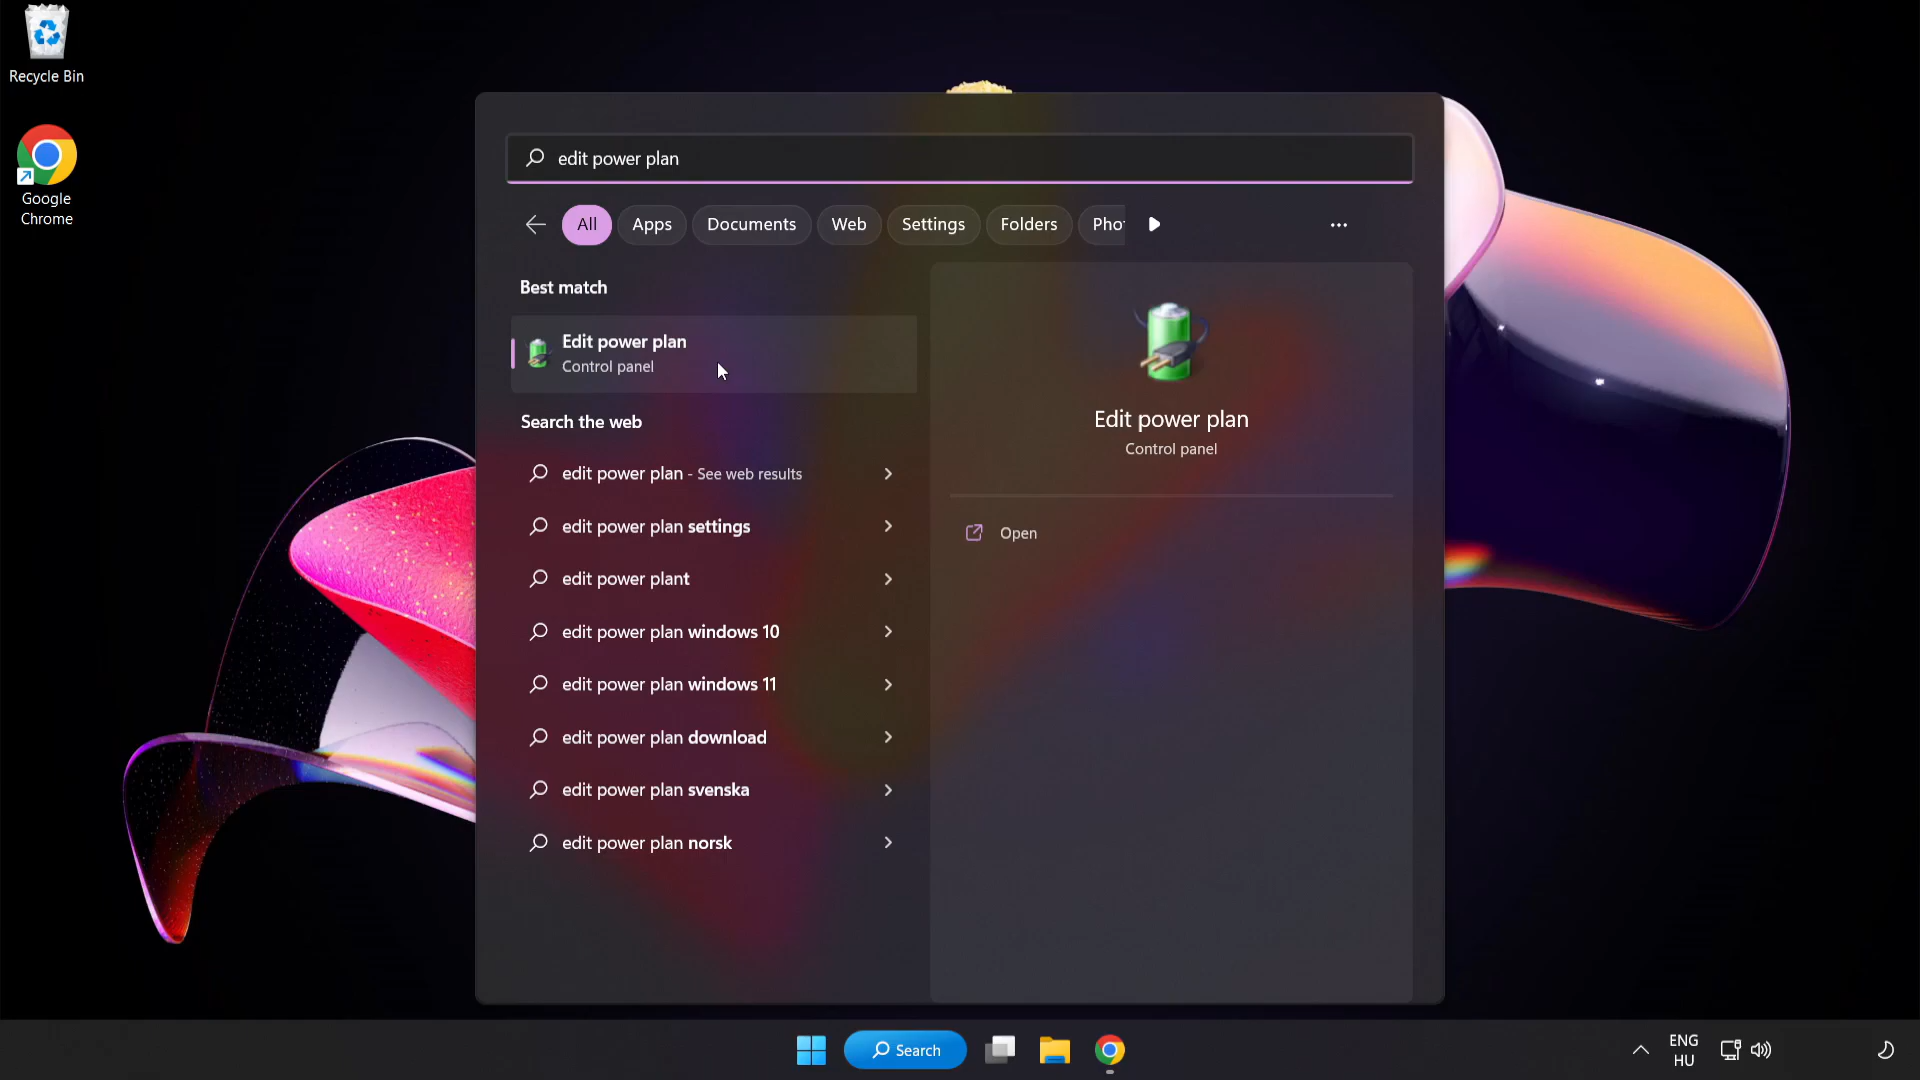 Recycle Bin
Google
Chrome
edit power plan
All
Apps
Documents
Web
Settings
Folders
Phot
Best match
Edit power plan
Control panel
Search the web
edit power plan - See web results
edit power plan settings
edit power plant
edit power plan windows 10
edit power plan windows 11
edit power plan download
edit power plan svenska
edit power plan norsk
Edit power plan
Control panel
Open
Search
ENG
HU